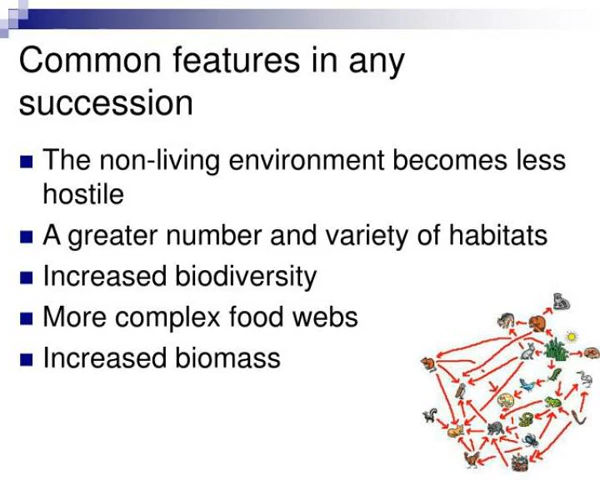 Common features in any
succession
The non-living environment becomes less
hostile
A greater number and variety of habitats
Increased biodiversity
More complex food webs
Increased biomass